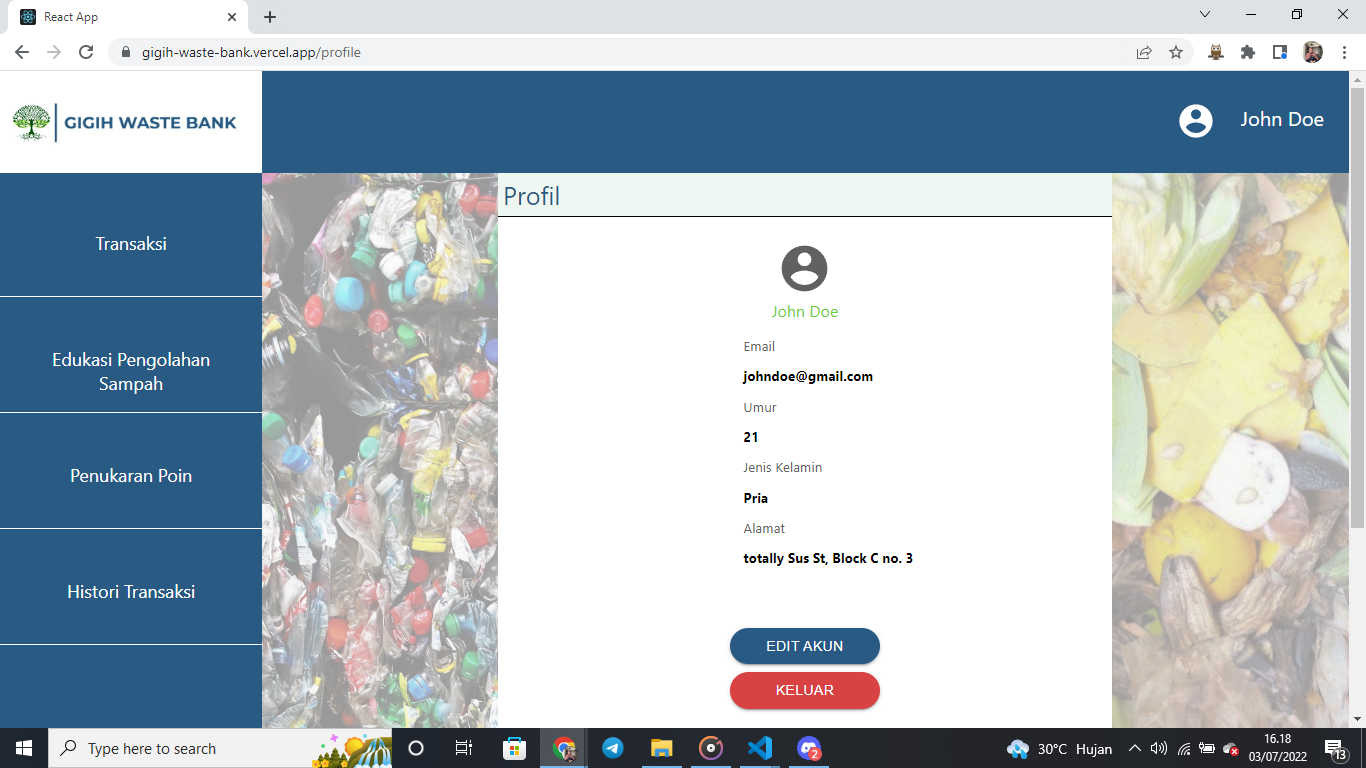 React App
gigih-waste-bank.vercel.app/profile
GIGIH WASTE BANK
John Doe
Transaksi
Edukasi Pengolahan
Sampah
Penukaran Poin
Histori Transaksi
Profil
John Doe
Email
johndoe@gmail.com
Umur
21
Jenis Kelamin
Pria
Alamat
totally Sus St, Block C no. 3
EDIT AKUN
KELUAR
Type here to search
2
30°C Hujan
16.18
03/07/2022
13